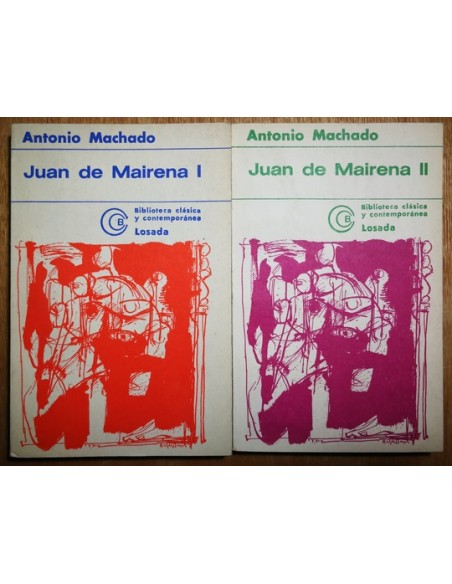 Antonio Machado
Juan de Mairena I
B
Biblioteca clásica
y contemporánea
Losada
Antonio Machado
Juan de Mairena II
B
Biblioteca clásica
y contemporánea
Losada